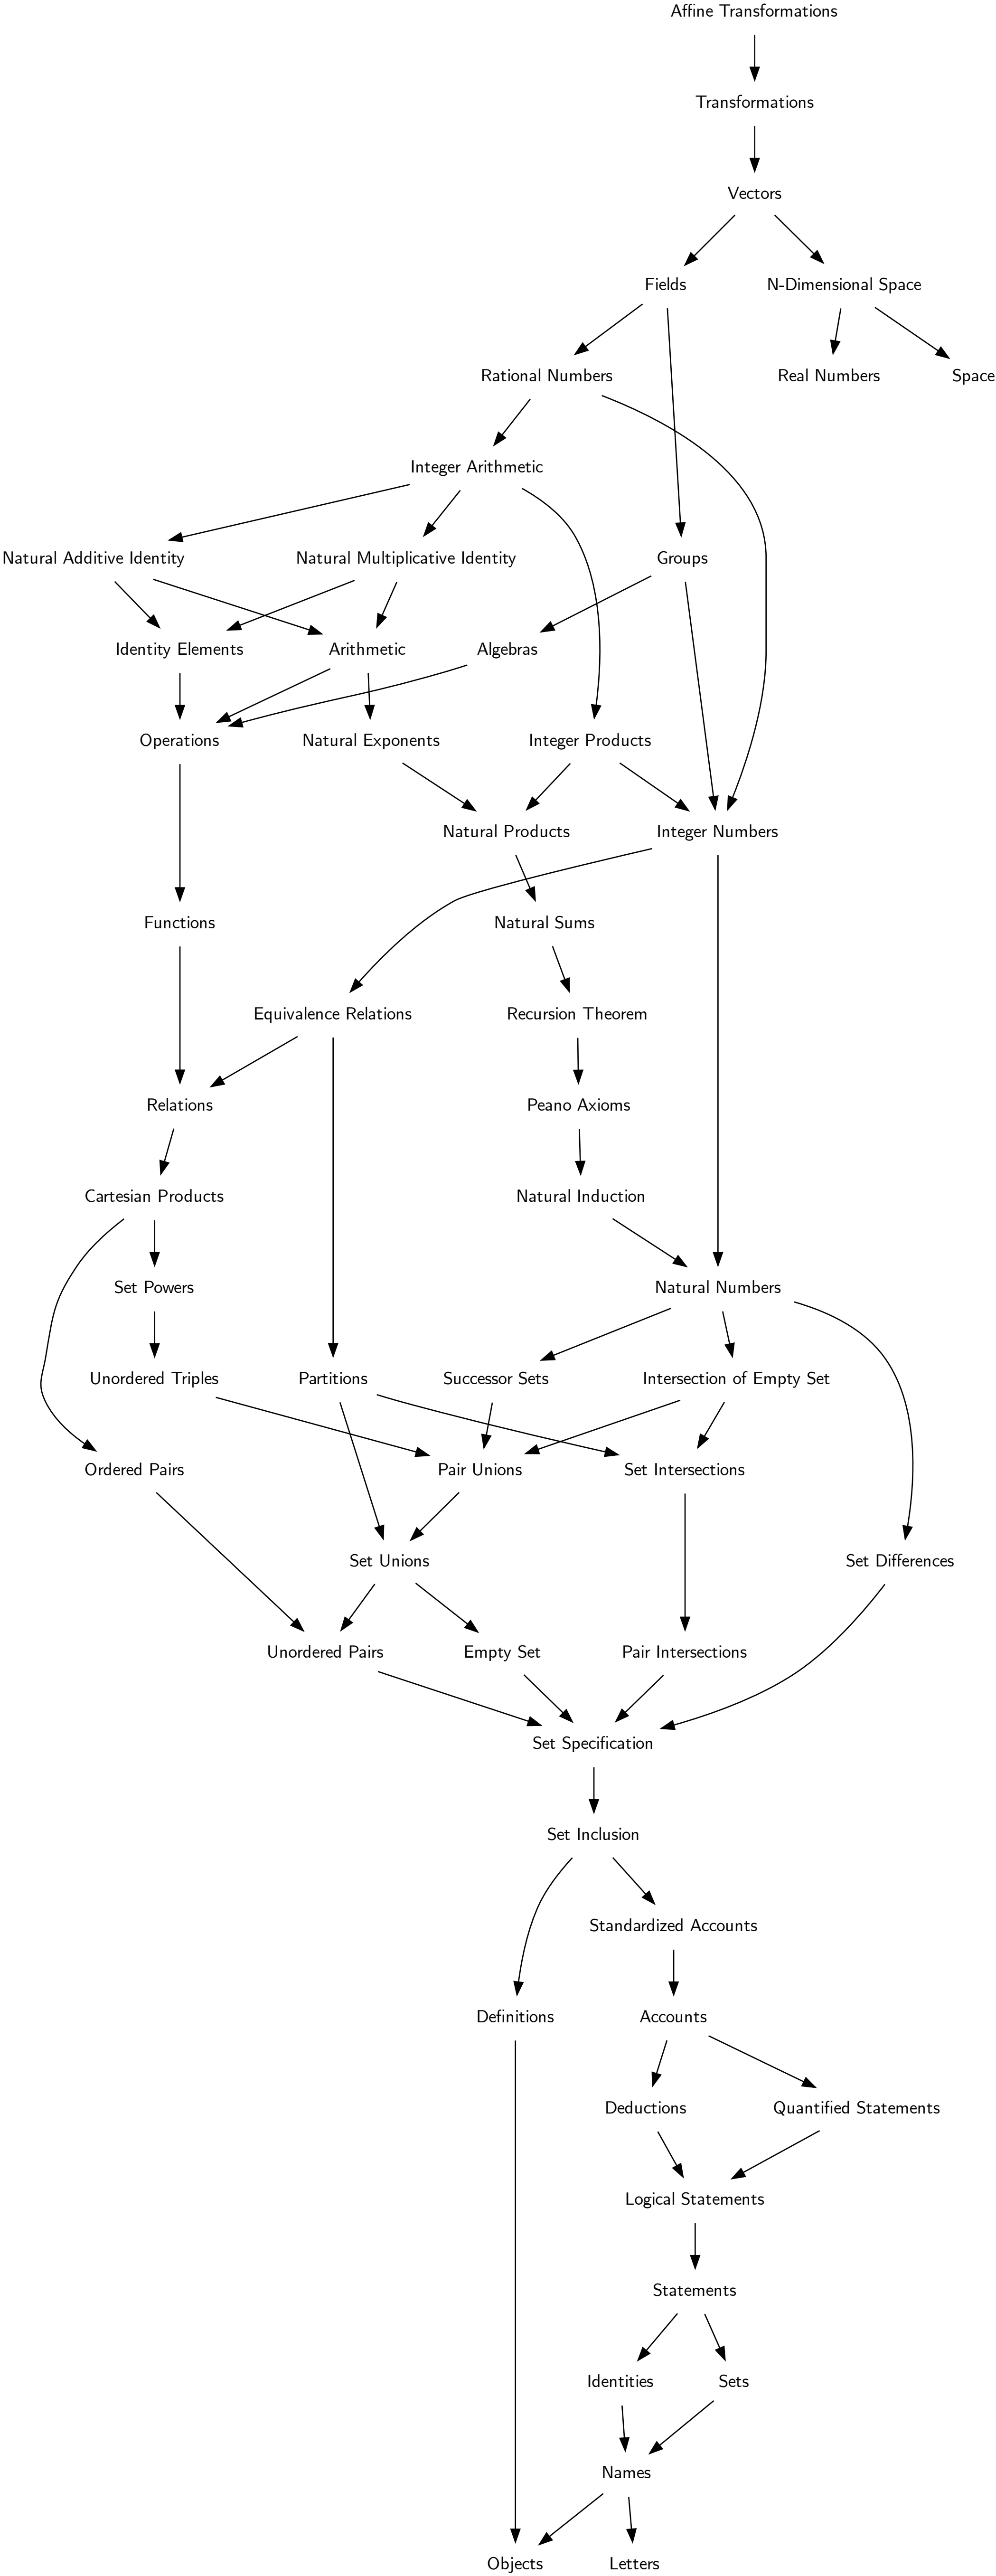 Affine Transformations
Transformations
Vectors
Fields
N-Dimensional Space
Rational Numbers
Real Numbers
Space
Integer Arithmetic
Natural Additive Identity
Natural Multiplicative Identity
Groups
Identity Elements
Arithmetic
Algebras
Operations
Natural Exponents
Integer Products
Natural Products
Integer Numbers
Functions
Natural Sums
Equivalence Relations
Recursion Theorem
Relations
Peano Axioms
Cartesian Products
Natural Induction
Set Powers
Natural Numbers
Unordered Triples
Partitions
Successor Sets
Intersection of Empty Set
Ordered Pairs
Pair Unions
Set Intersections
Set Unions
Set Differences
Unordered Pairs
Empty Set
Pair Intersections
Set Specification
Set Inclusion
Standardized Accounts
Definitions
Accounts
Deductions
Quantified Statements
Logical Statements
Statements
Identities
Sets
Names
Objects
Letters